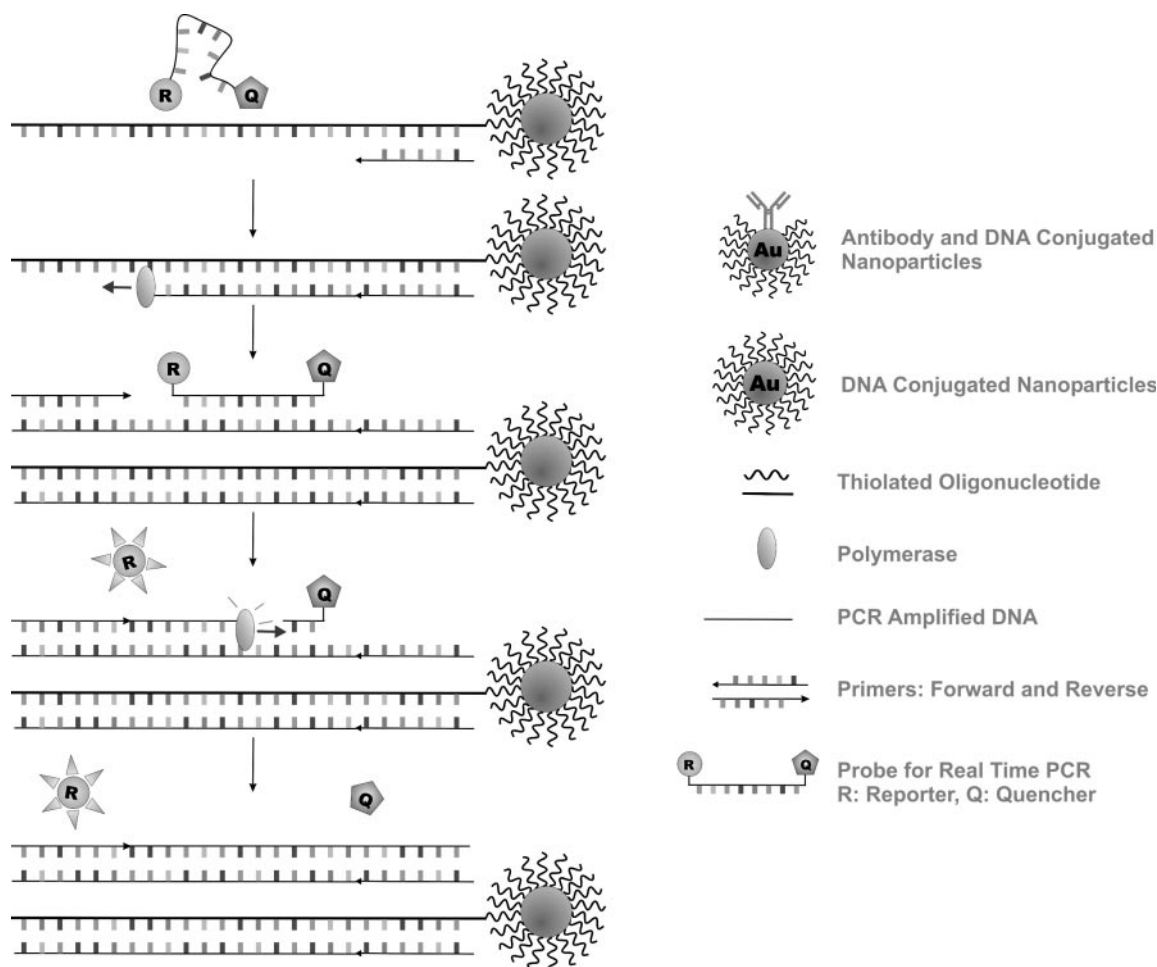 R
Q
R
Q
R
Q
R
Q
Au
Antibody and DNA Conjugated
Nanoparticles
Au
DNA Conjugated Nanoparticles
Thiolated Oligonucleotide
Polymerase
PCR Amplified DNA
Primers: Forward and Reverse
R
Q
Probe for Real Time PCR
R: Reporter, Q: Quencher